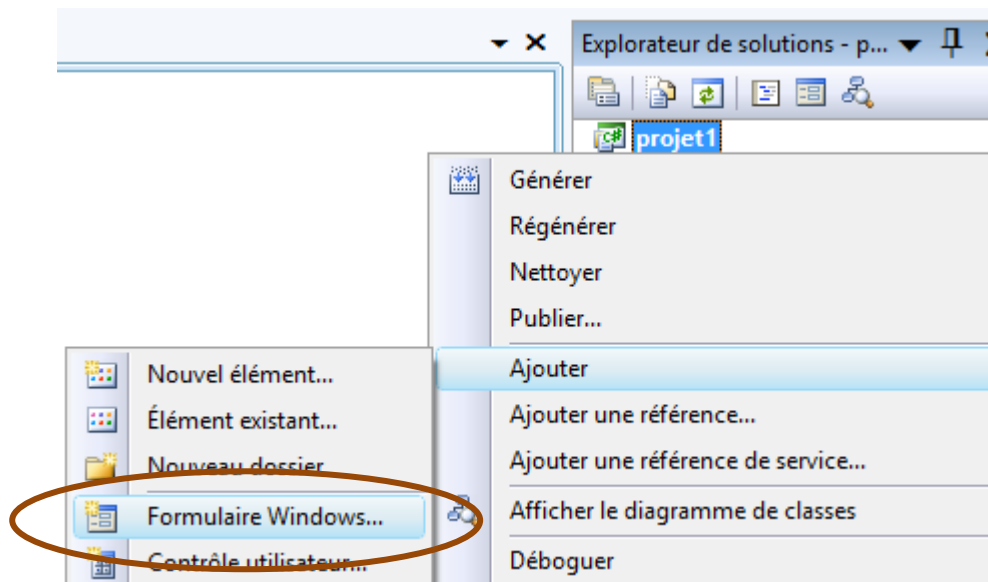 Explorateur de solutions - p...
C#
projet1
Générer
Régénérer
Nettoyer
Publier...
Ajouter
Ajouter une référence...
Ajouter une référence de service...
Afficher le diagramme de classes
Déboguer
Nouvel élément...
Élément existant...
Nouveau dossier
Formulaire Windows...
Contrôle utilisateur...